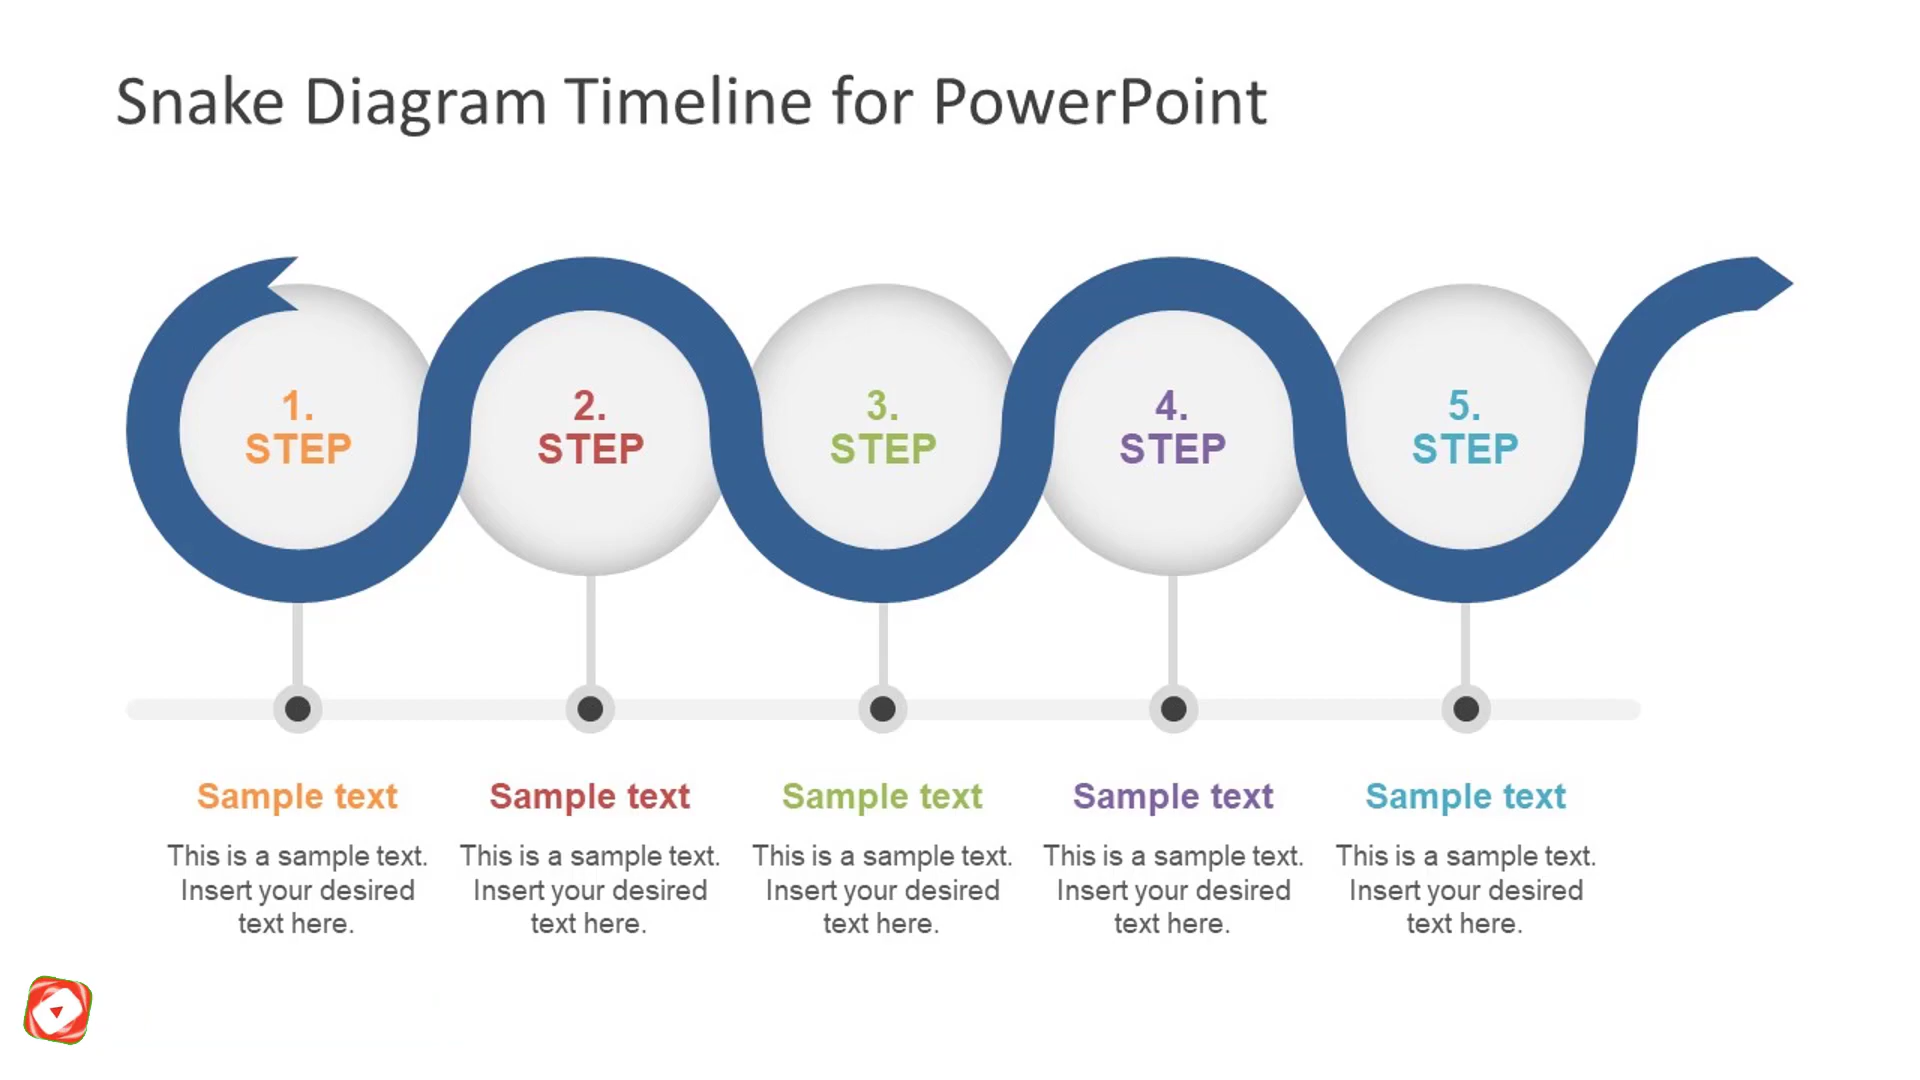 Snake Diagram Timeline for PowerPoint
1.
STEP
2.
STEP
3.
STEP
4.
STEP
5.
STEP
Sample text
This is a sample text.
Insert your desired
text here.
Sample text
This is a sample text.
Insert your desired
text here.
Sample text
This is a sample text.
Insert your desired
text here.
Sample text
This is a sample text.
Insert your desired
text here.
Sample text
This is a sample text.
Insert your desired
text here.